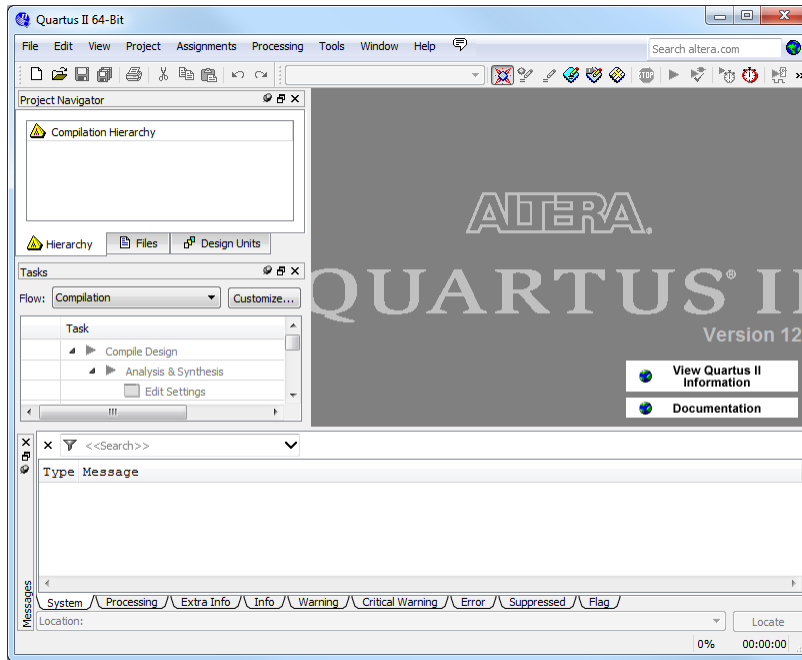 Quartus II 64-Bit
File Edit View Project Assignments Processing Tools Window Help
Search altera.com
STOP
Project Navigator
Compilation Hierarchy
Hierarchy Files Design Units
Tasks
Flow: Compilation Customize...
Task
Compile Design
Analysis & Synthesis
Edit Settings
ALTERA.
QUARTUS® II
Version 12
View Quartus II
Information
Documentation
<<Search>>
Type Message
Messages
System Processing Extra Info Info Warning Critical Warning Error Suppressed Flag
Location: Locate
0% 00:00:00